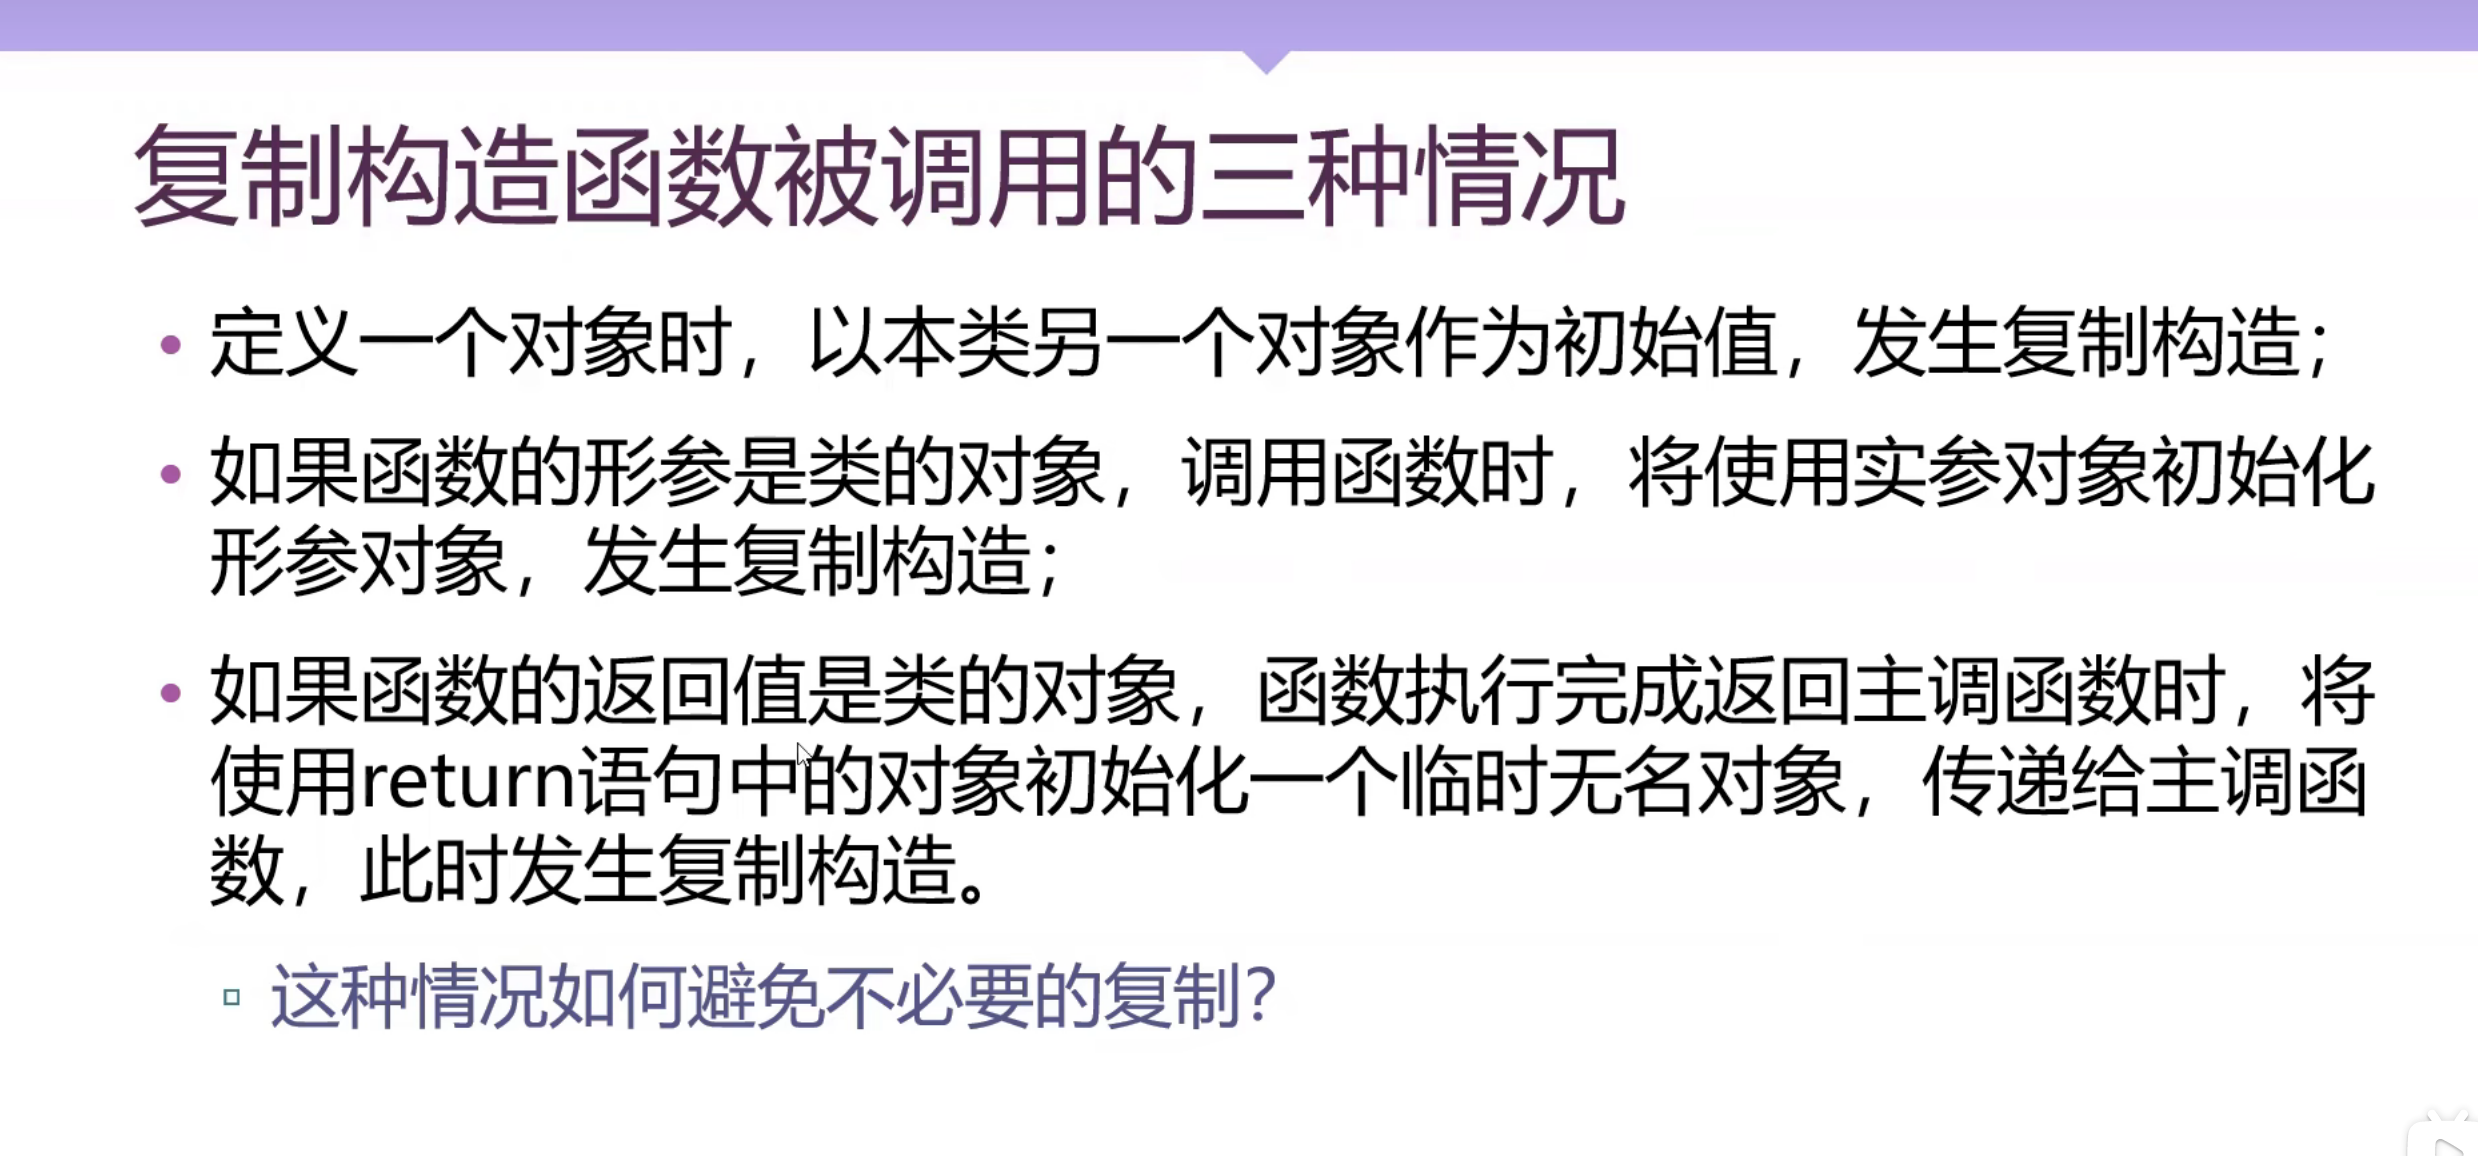 复制构造函数被调用的三种情况
定义一个对象时，以本类另一个对象作为初始值，发生复制构造；
如果函数的形参是类的对象，调用函数时，将使用实参对象初始化
形参对象，发生复制构造；
如果函数的返回值是类的对象，函数执行完成返回主调函数时，将
使用return语句中的对象初始化一个临时无名对象，传递给主调函
数，此时发生复制构造。
这种情况如何避免不必要的复制？